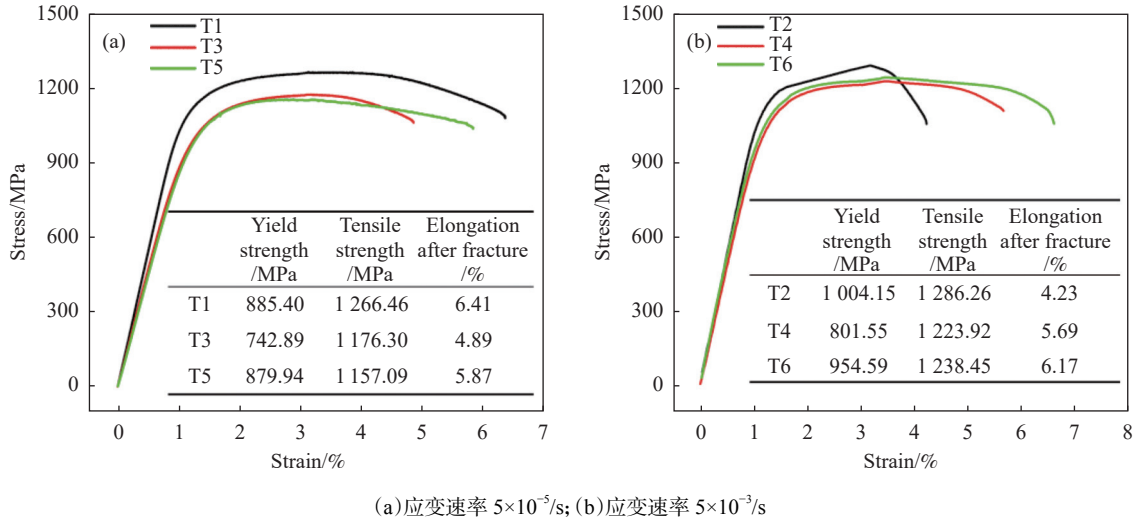 (a)
T1
T3
T5
1500
1200
900
600
300
0
Stress/MPa
Yield strength /MPa Tensile strength /MPa Elongation after fracture /%
T1 885.40 1 266.46 6.41
T3 742.89 1 176.30 4.89
T5 879.94 1 157.09 5.87
0 1 2 3 4 5 6 7
Strain/%
(b)
T2
T4
T6
1500
1200
900
600
300
0
Stress/MPa
Yield strength /MPa Tensile strength /MPa Elongation after fracture /%
T2 1 004.15 1 286.26 4.23
T4 801.55 1 223.92 5.69
T6 954.59 1 238.45 6.17
0 1 2 3 4 5 6 7 8
Strain/%
(a)应变速率 5×10⁻⁵/s; (b)应变速率 5×10⁻³/s